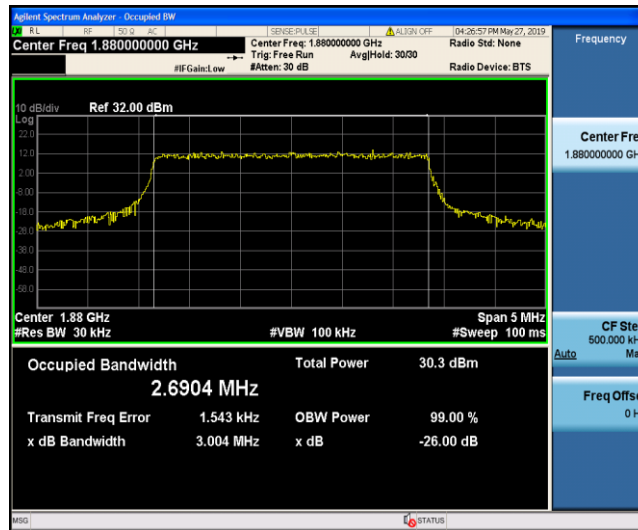 Agilent Spectrum Analyzer - Occupied BW
RL RF 50 Ω AC SENSE:PULSE ALIGN OFF 04:26:57 PM May 27, 2019
Center Freq 1.880000000 GHz
Center Freq: 1.880000000 GHz
Radio Std: None
Trig: Free Run Avg|Hold: 30/30
#IFGain:Low
#Atten: 30 dB
Radio Device: BTS
10 dB/div Ref 32.00 dBm
Log
22.0
12.0
2.00
-8.00
-18.0
-28.0
-38.0
-48.0
-58.0
Center 1.88 GHz Span 5 MHz
#Res BW 30 kHz #VBW 100 kHz #Sweep 100 ms
Occupied Bandwidth Total Power 30.3 dBm
2.6904 MHz
Transmit Freq Error 1.543 kHz OBW Power 99.00 %
x dB Bandwidth 3.004 MHz x dB -26.00 dB
MSG STATUS
Frequency
Center Fre
1.880000000 GH
CF Ste
500.000 kH
Auto Ma
Freq Offse
0 H